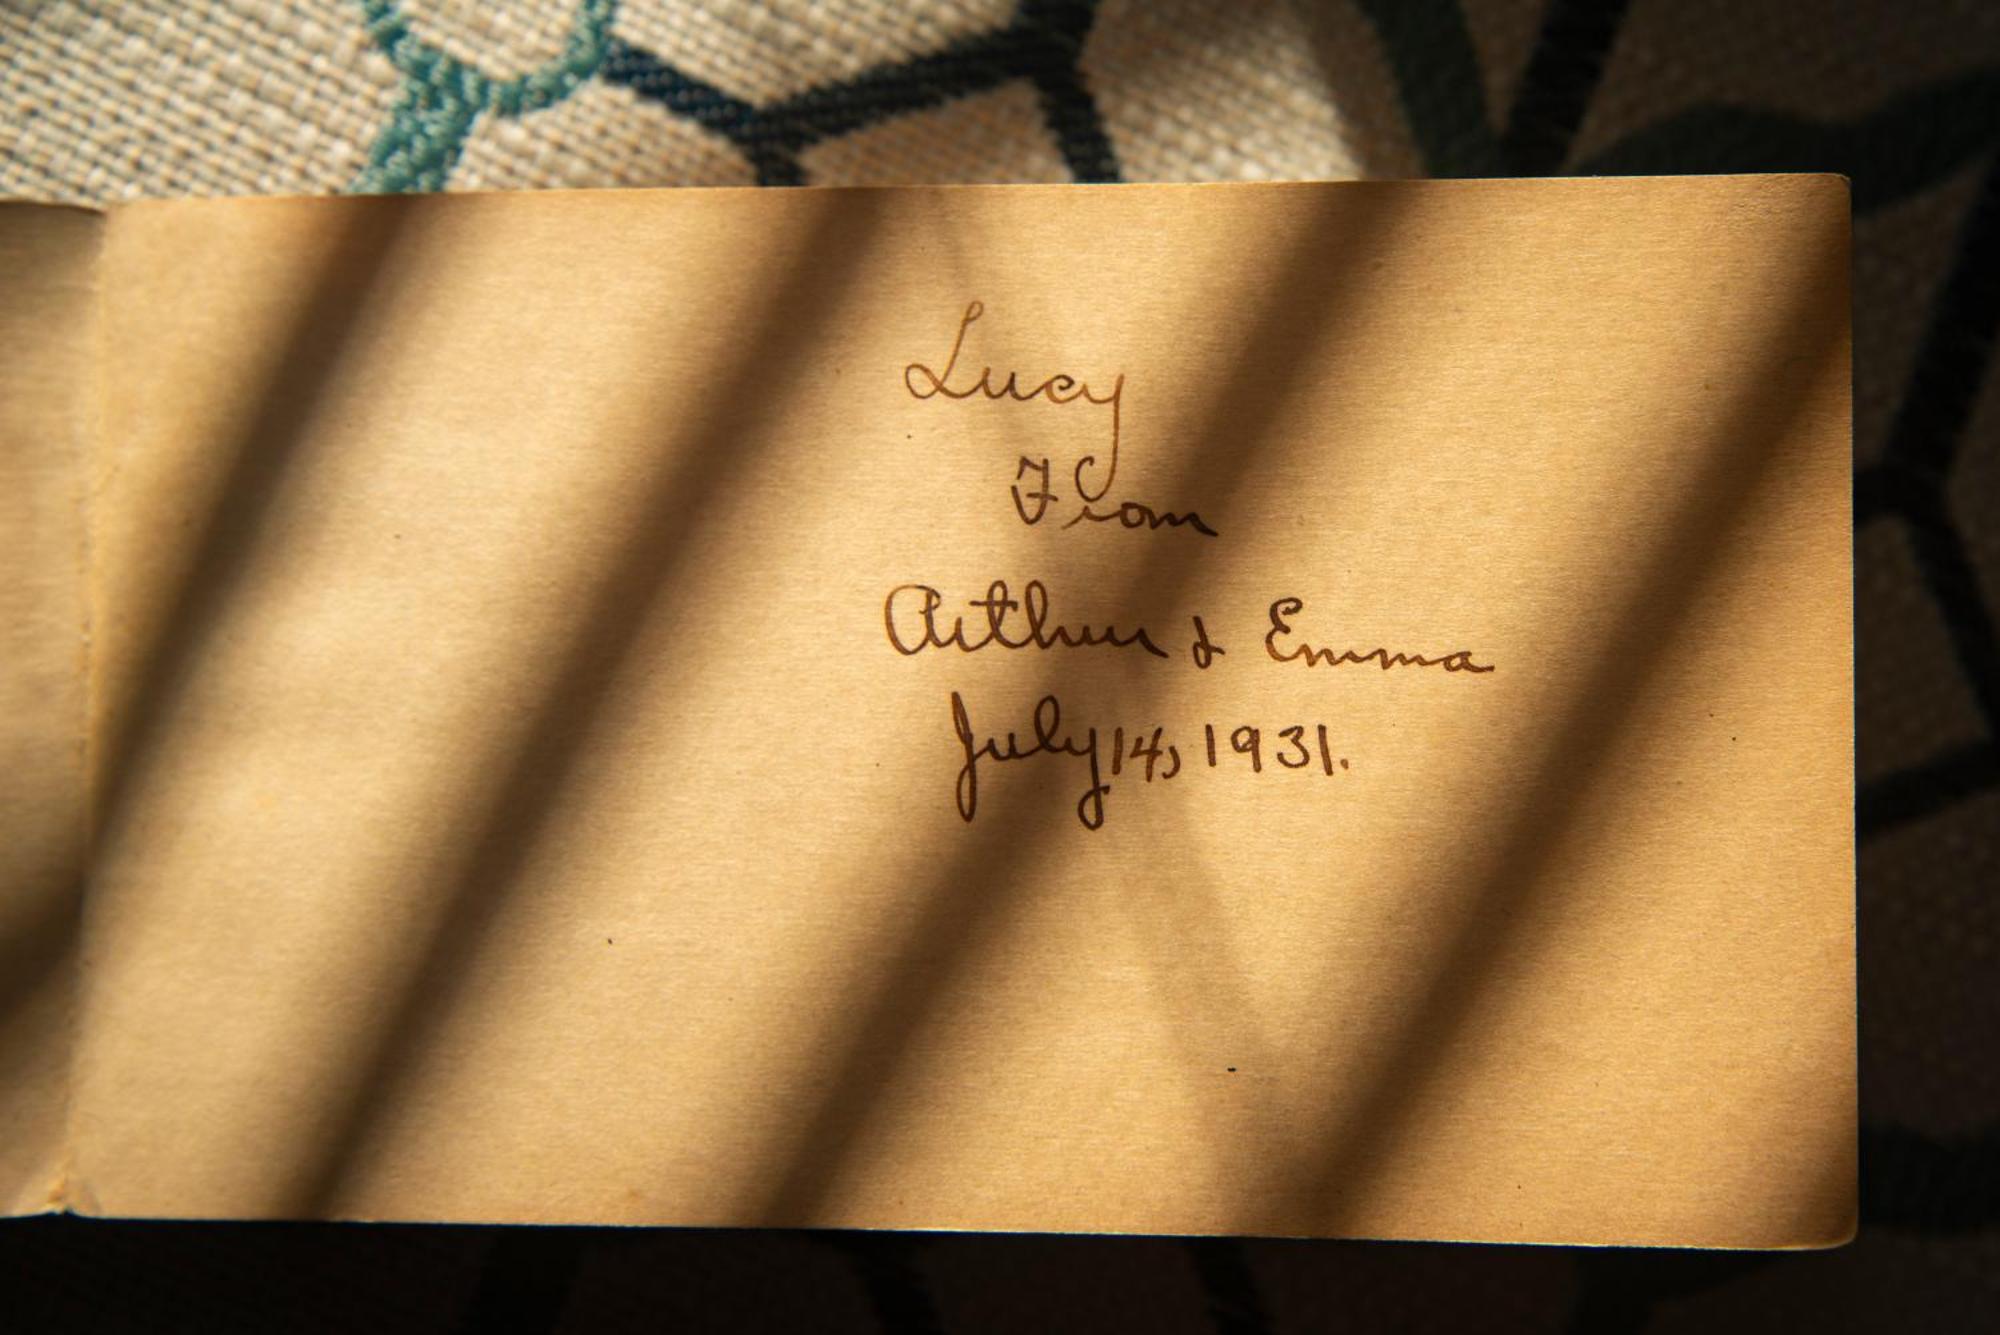 Lucy
From
Arthur & Emma
July 14, 1931.